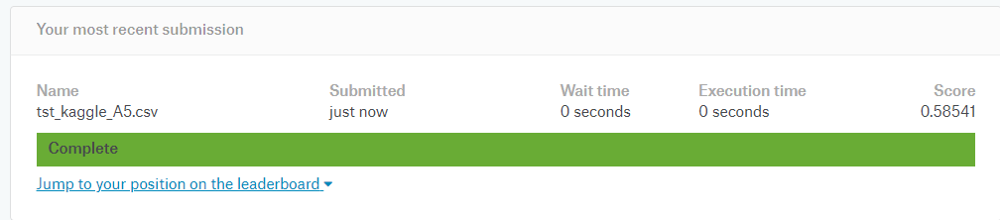 Your most recent submission
Name Submitted Wait time Execution time Score
tst_kaggle_A5.csv just now 0 seconds 0 seconds 0.58541
Complete
Jump to your position on the leaderboard